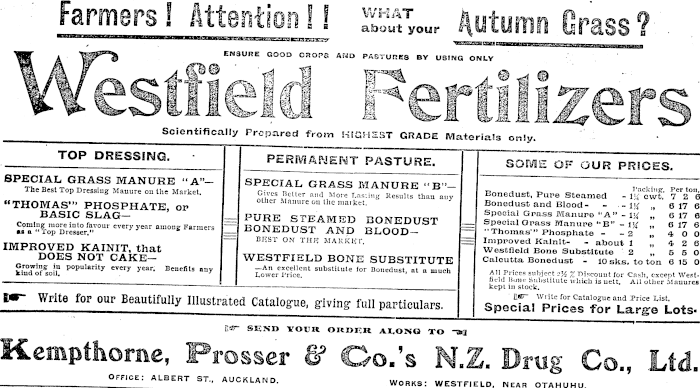 Farmers! Attention!! WHAT about your Autumn Grass?
ENSURE GOOD CROPS AND PASTURES BY USING ONLY
Westfield Fertilizers
Scientifically Prepared from HIGHEST GRADE Materials only.
TOP DRESSING.
SPECIAL GRASS MANURE "A"—
The Best Top Dressing Manure on the Market.
"THOMAS" PHOSPHATE, or
BASIC SLAG—
Coming more into favour every year among Farmers
as a "Top Dresser."
IMPROVED KAINIT, that
DOES NOT CAKE—
Growing in popularity every year. Benefits any
kind of soil.
PERMANENT PASTURE.
SPECIAL GRASS MANURE "B"—
Gives Better and More Lasting Results than any
other Manure on the market.
PURE STEAMED BONEDUST
BONEDUST AND BLOOD—
BEST ON THE MARKET.
WESTFIELD BONE SUBSTITUTE
—An excellent substitute for Bonedust, at a much
Lower Price.
SOME OF OUR PRICES.
Packing. Per ton.
Bonedust, Pure Steamed - 1¼ cwt. 7 2 6
Bonedust and Blood - - 1¼ „ 6 17 6
Special Grass Manure "A" - 1¼ „ 6 17 6
Special Grass Manure "B" - 1¼ „ 6 17 6
"Thomas" Phosphate - - 2 „ 4 0 0
Improved Kainit - - about 1 „ 4 2 6
Westfield Bone Substitute 2 „ 5 5 0
Calcutta Bonedust - 10 sks. to ton 6 15 0
All Prices subject 2½ % Discount for Cash, except West-
field Bone Substitute which is nett. All other Manures
kept in stock.
Write for Catalogue and Price List.
Special Prices for Large Lots.
Write for our Beautifully Illustrated Catalogue, giving full particulars.
SEND YOUR ORDER ALONG TO
Kempthorne, Prosser & Co.'s N.Z. Drug Co., Ltd.
OFFICE: ALBERT ST., AUCKLAND. WORKS: WESTFIELD, NEAR OTAHUHU.